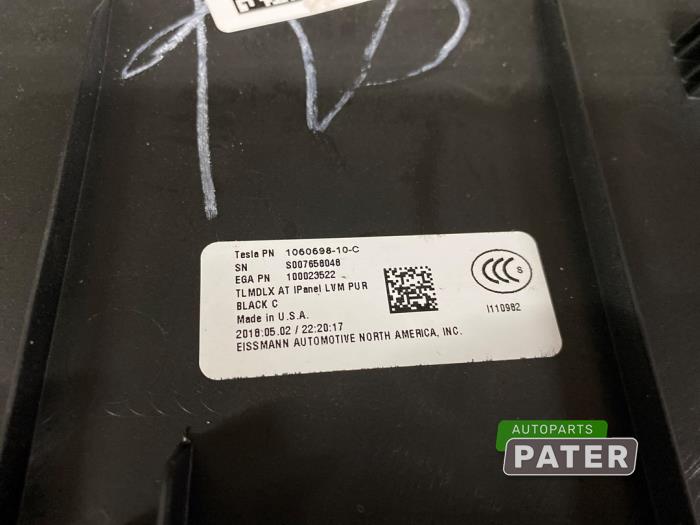 Tesla PN 1060698-10-C
SN S007658048
EGA PN 100023522
TLMDLX AT IPanel LVM PUR
BLACK C
Made in U.S.A.
2018:05.02 / 22:20:17
EISSMANN AUTOMOTIVE NORTH AMERICA, INC.
CCC S
I110982
AUTOPARTS
PATER